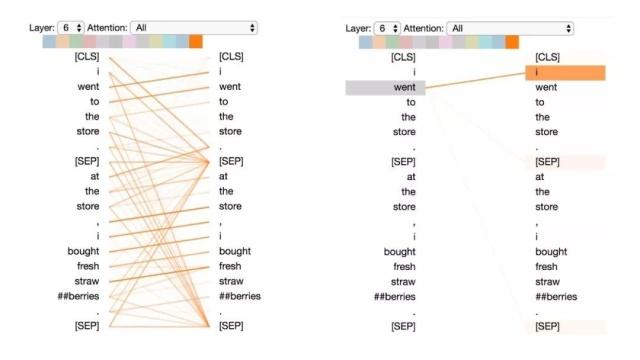 Layer: 6 Attention: All
[CLS] [CLS]
i i
went went
to to
the the
store store
. .
[SEP] [SEP]
at at
the the
store store
, ,
i i
bought bought
fresh fresh
straw straw
##berries ##berries
. .
[SEP] [SEP]
Layer: 6 Attention: All
[CLS] [CLS]
i i
went went
to to
the the
store store
. .
[SEP] [SEP]
at at
the the
store store
, ,
i i
bought bought
fresh fresh
straw straw
##berries ##berries
. .
[SEP] [SEP]